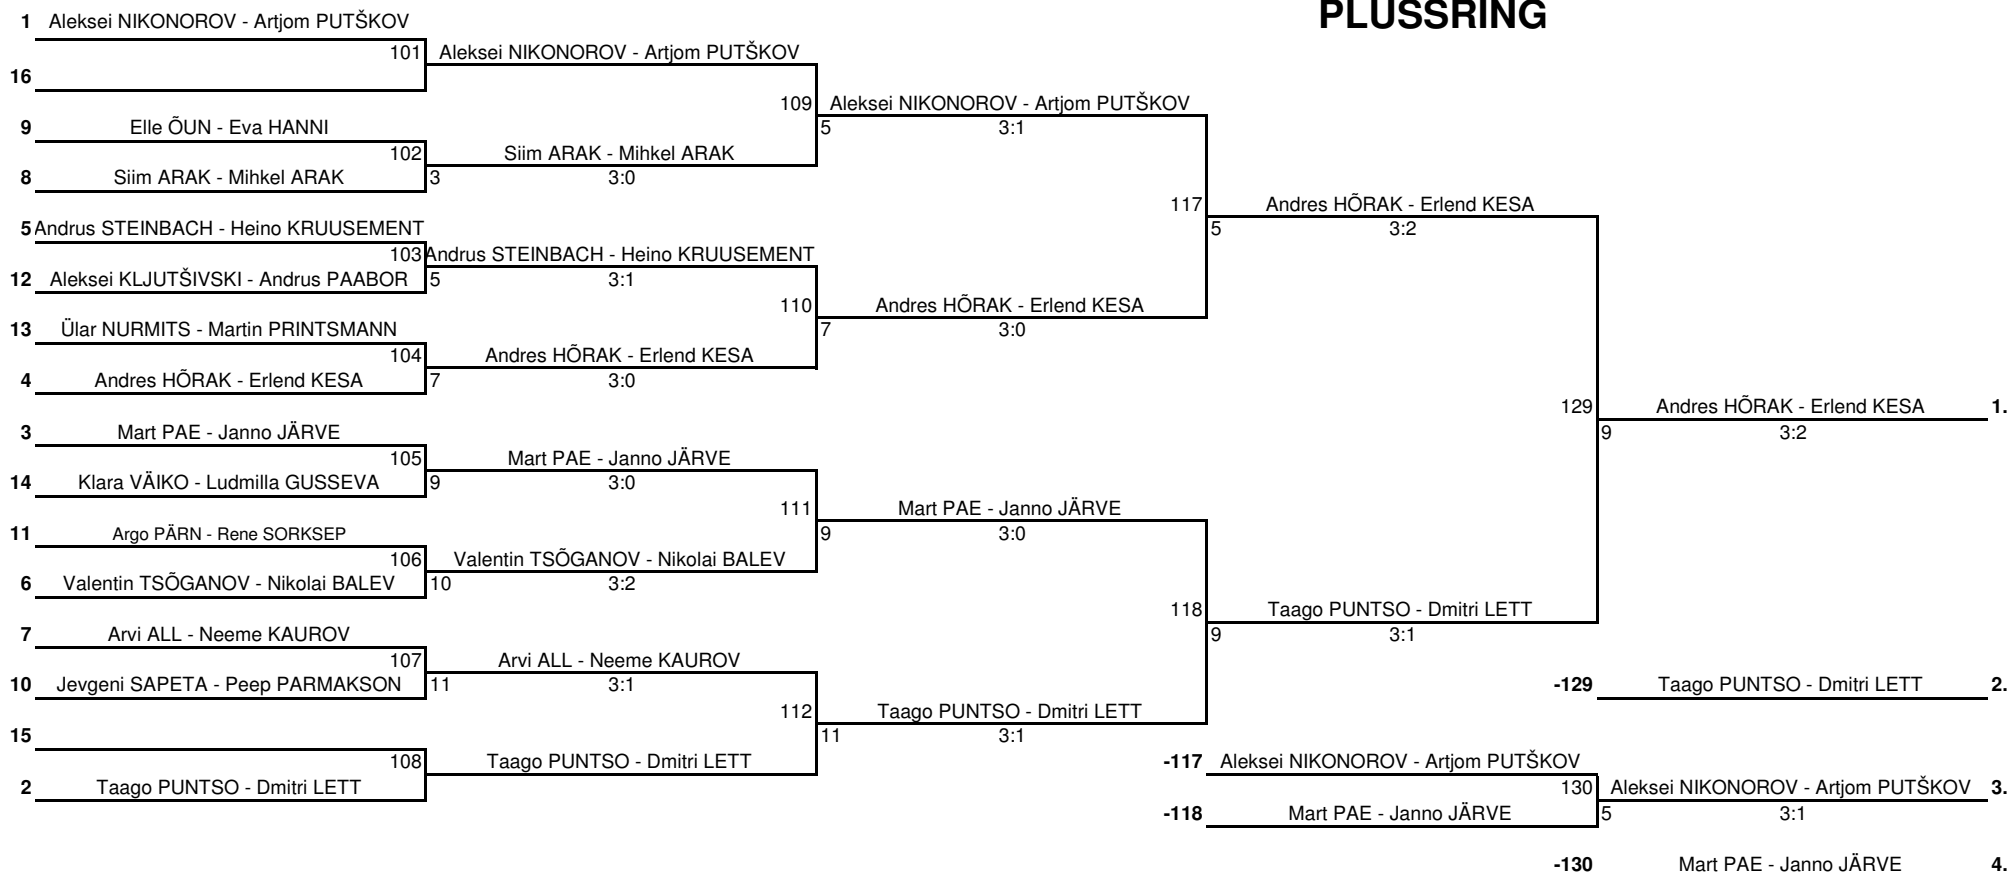 PLUSSRING
1 Aleksei NIKONOROV - Artjom PUTŠKOV
101 Aleksei NIKONOROV - Artjom PUTŠKOV
16
109 Aleksei NIKONOROV - Artjom PUTŠKOV
9 Elle ÕUN - Eva HANNI
5 3:1
102 Siim ARAK - Mihkel ARAK
8 Siim ARAK - Mihkel ARAK
3 3:0
117 Andres HÕRAK - Erlend KESA
5 Andrus STEINBACH - Heino KRUUSEMENT
5 3:2
103 Andrus STEINBACH - Heino KRUUSEMENT
12 Aleksei KLJUTŠIVSKI - Andrus PAABOR
5 3:1
110 Andres HÕRAK - Erlend KESA
13 Ülar NURMITS - Martin PRINTSMANN
7 3:0
104 Andres HÕRAK - Erlend KESA
4 Andres HÕRAK - Erlend KESA
7 3:0
129 Andres HÕRAK - Erlend KESA 1.
3 Mart PAE - Janno JÄRVE
9 3:2
105 Mart PAE - Janno JÄRVE
14 Klara VÄIKO - Ludmilla GUSSEVA
9 3:0
111 Mart PAE - Janno JÄRVE
11 Argo PÄRN - Rene SORKSEP
9 3:0
106 Valentin TSÕGANOV - Nikolai BALEV
6 Valentin TSÕGANOV - Nikolai BALEV
10 3:2
118 Taago PUNTSO - Dmitri LETT
7 Arvi ALL - Neeme KAUROV
9 3:1
107 Arvi ALL - Neeme KAUROV
10 Jevgeni SAPETA - Peep PARMAKSON
11 3:1
-129 Taago PUNTSO - Dmitri LETT 2.
112 Taago PUNTSO - Dmitri LETT
15
11 3:1
108 Taago PUNTSO - Dmitri LETT
-117 Aleksei NIKONOROV - Artjom PUTŠKOV
2 Taago PUNTSO - Dmitri LETT
130 Aleksei NIKONOROV - Artjom PUTŠKOV 3.
-118 Mart PAE - Janno JÄRVE
5 3:1
-130 Mart PAE - Janno JÄRVE 4.